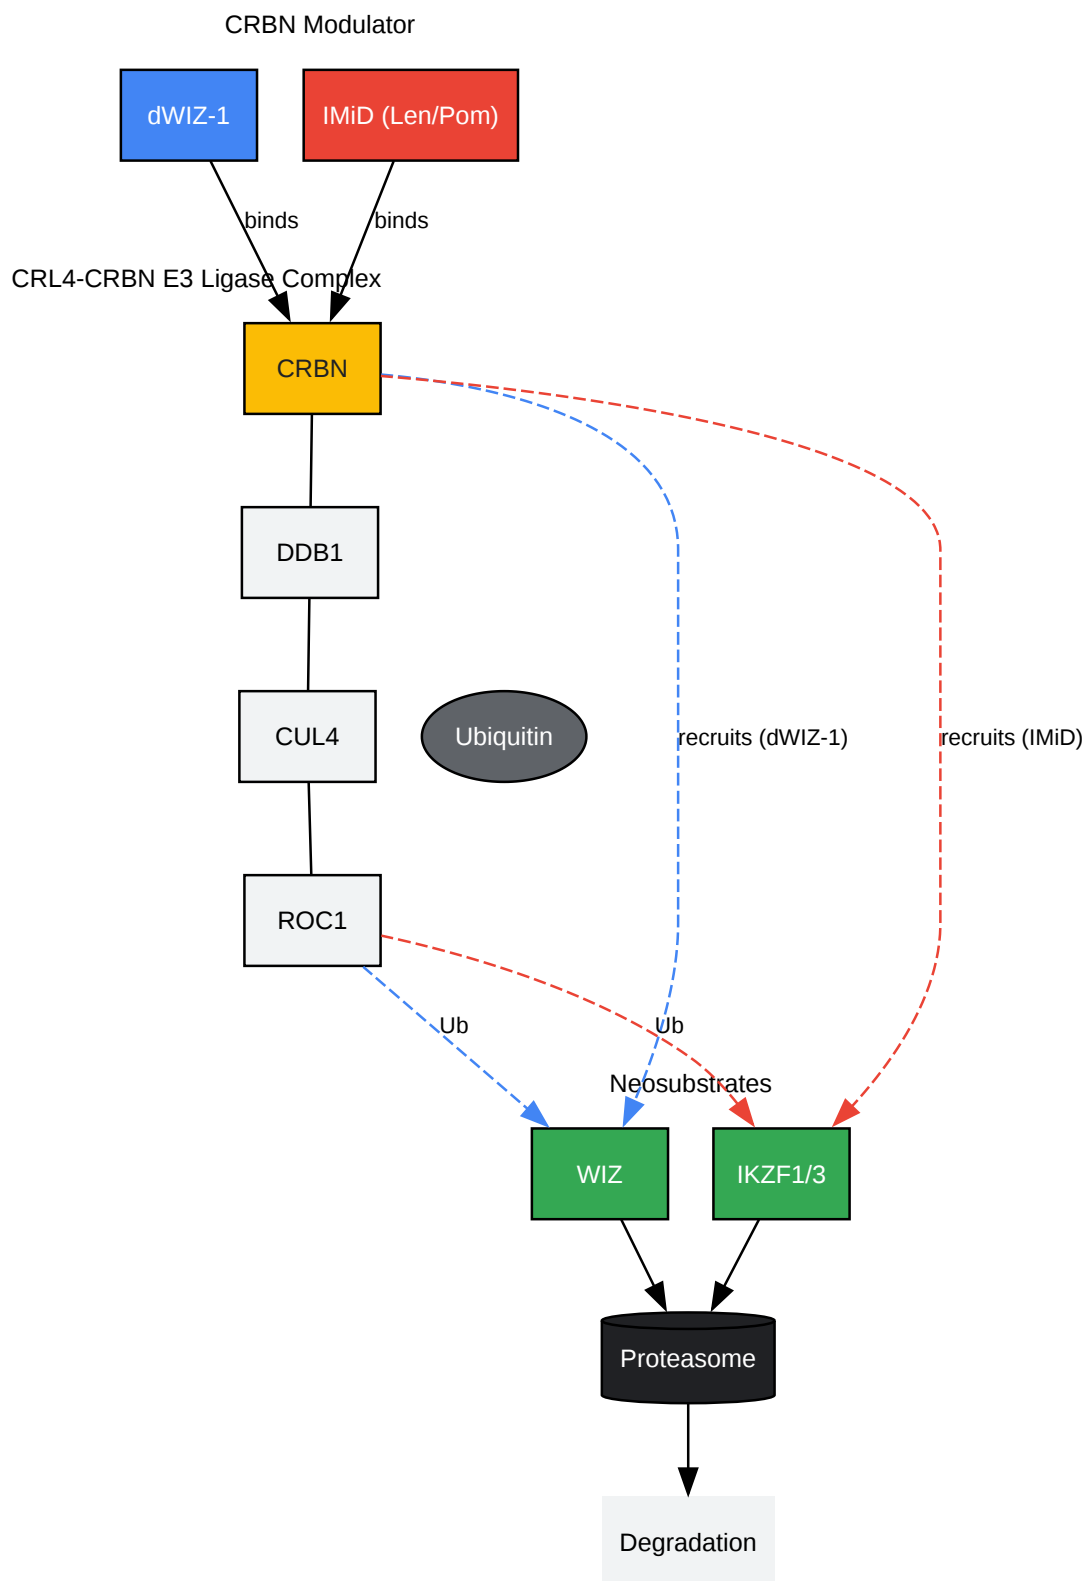 CRBN Modulator
dWIZ-1
IMiD (Len/Pom)
binds
binds
CRL4-CRBN E3 Ligase Complex
CRBN
DDB1
CUL4
Ubiquitin
recruits (dWIZ-1)
recruits (IMiD)
ROC1
Ub
Ub
Neosubstrates
WIZ
IKZF1/3
Proteasome
Degradation